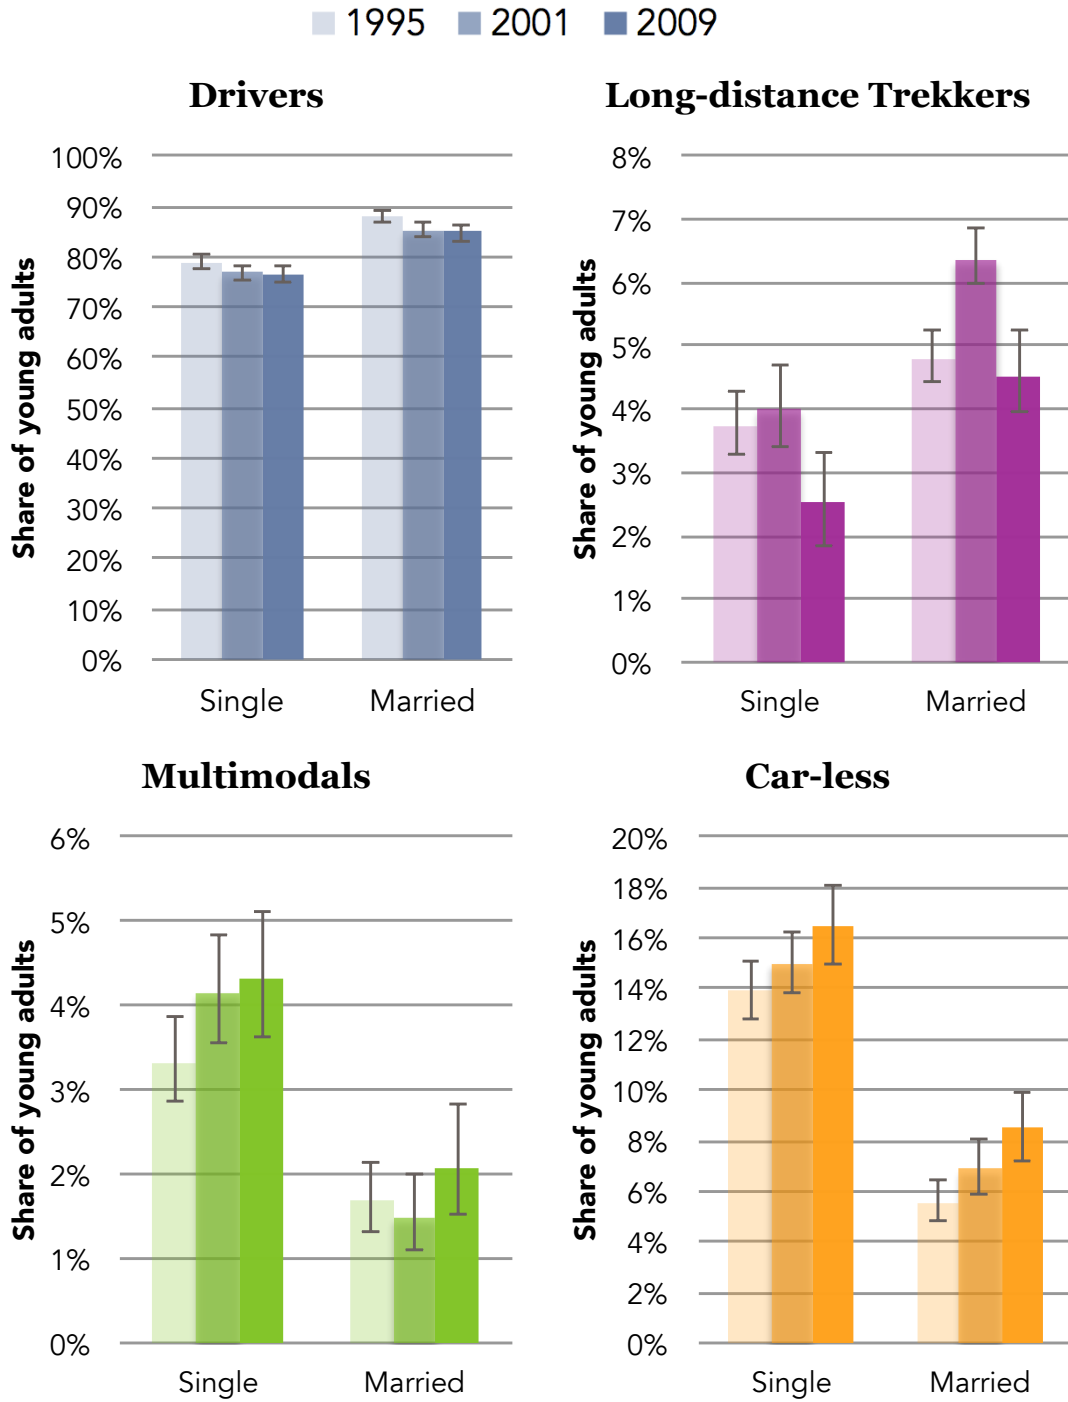 1995 2001 2009
Drivers
Share of young adults
100%
90%
80%
70%
60%
50%
40%
30%
20%
10%
0%
Single Married
Long-distance Trekkers
Share of young adults
8%
7%
6%
5%
4%
3%
2%
1%
0%
Single Married
Multimodals
Share of young adults
6%
5%
4%
3%
2%
1%
0%
Single Married
Car-less
Share of young adults
20%
18%
16%
14%
12%
10%
8%
6%
4%
2%
0%
Single Married